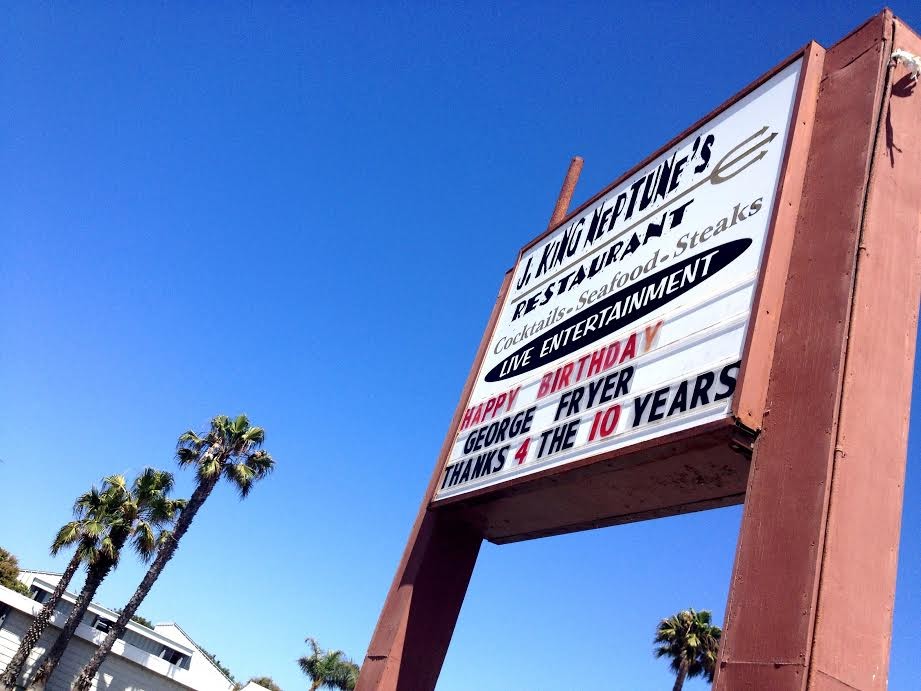 J. KING NEPTUNE'S
RESTAURANT
Cocktails - Seafood - Steaks
LIVE ENTERTAINMENT
HAPPY BIRTHDAY
GEORGE FRYER
THANKS 4 THE 10 YEARS